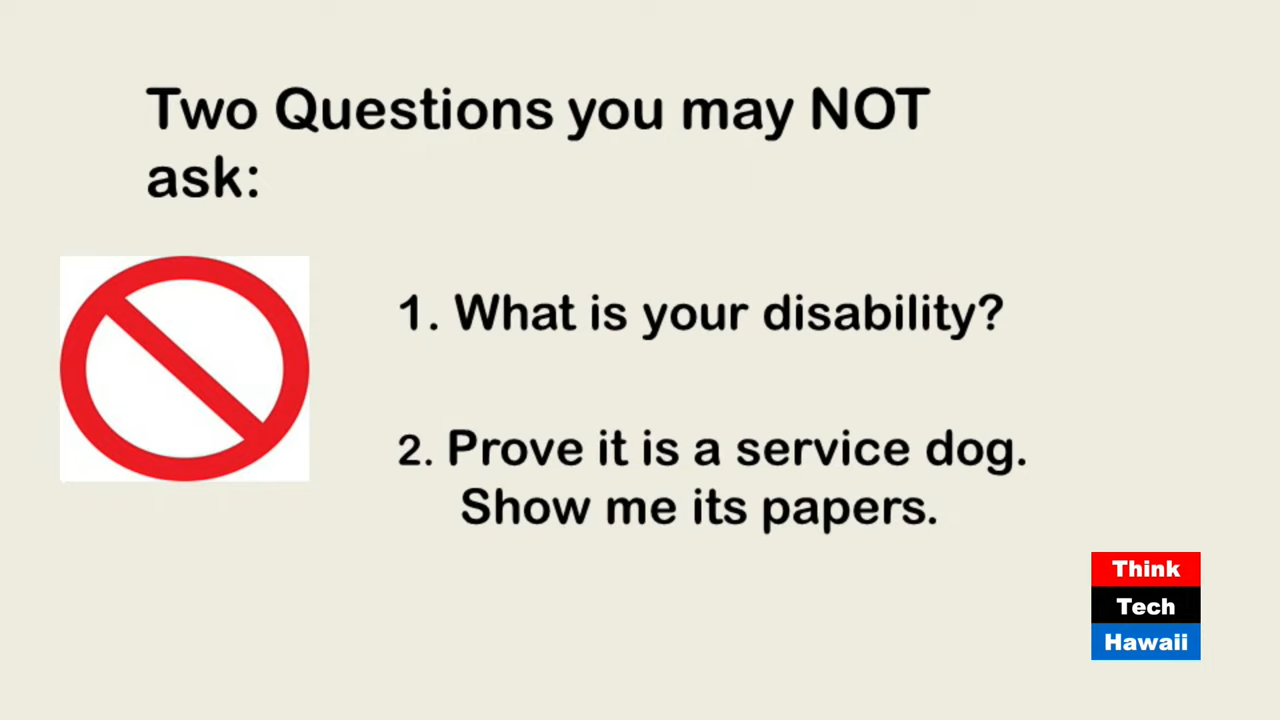 Two Questions you may NOT
ask:
1. What is your disability?
2. Prove it is a service dog.
Show me its papers.
Think
Tech
Hawaii